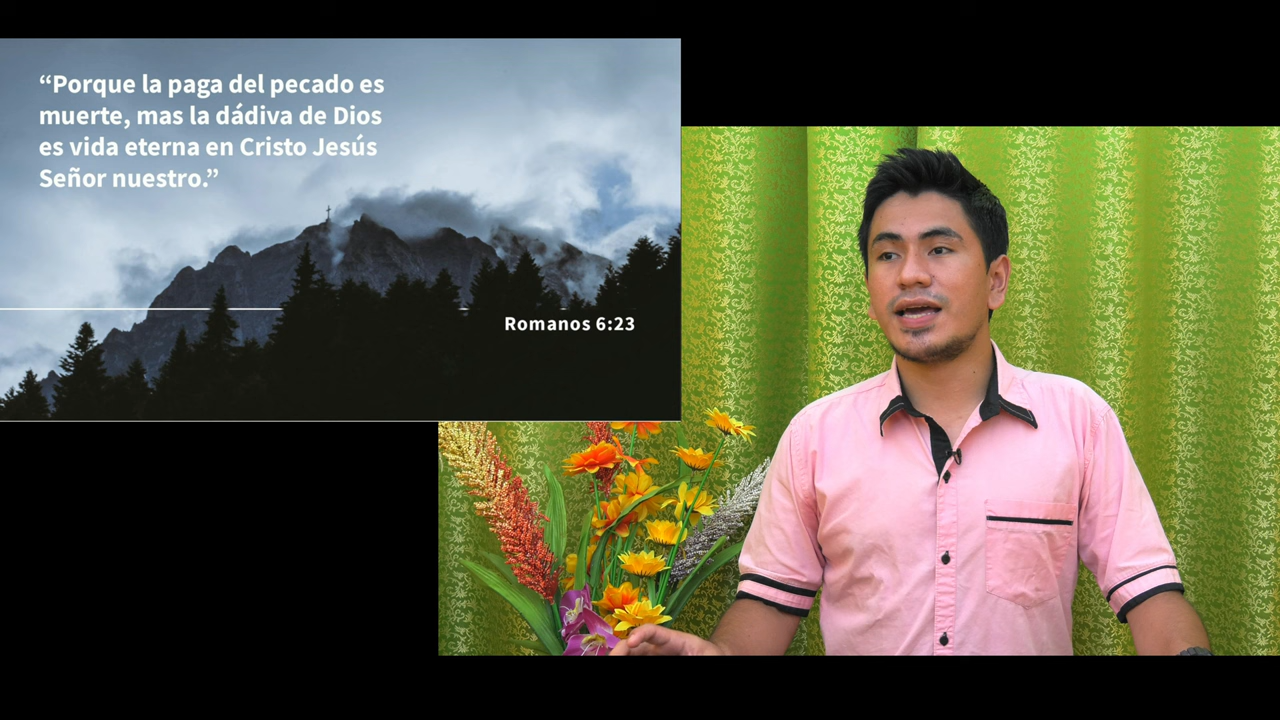 “Porque la paga del pecado es
muerte, mas la dádiva de Dios
es vida eterna en Cristo Jesús
Señor nuestro.”
Romanos 6:23